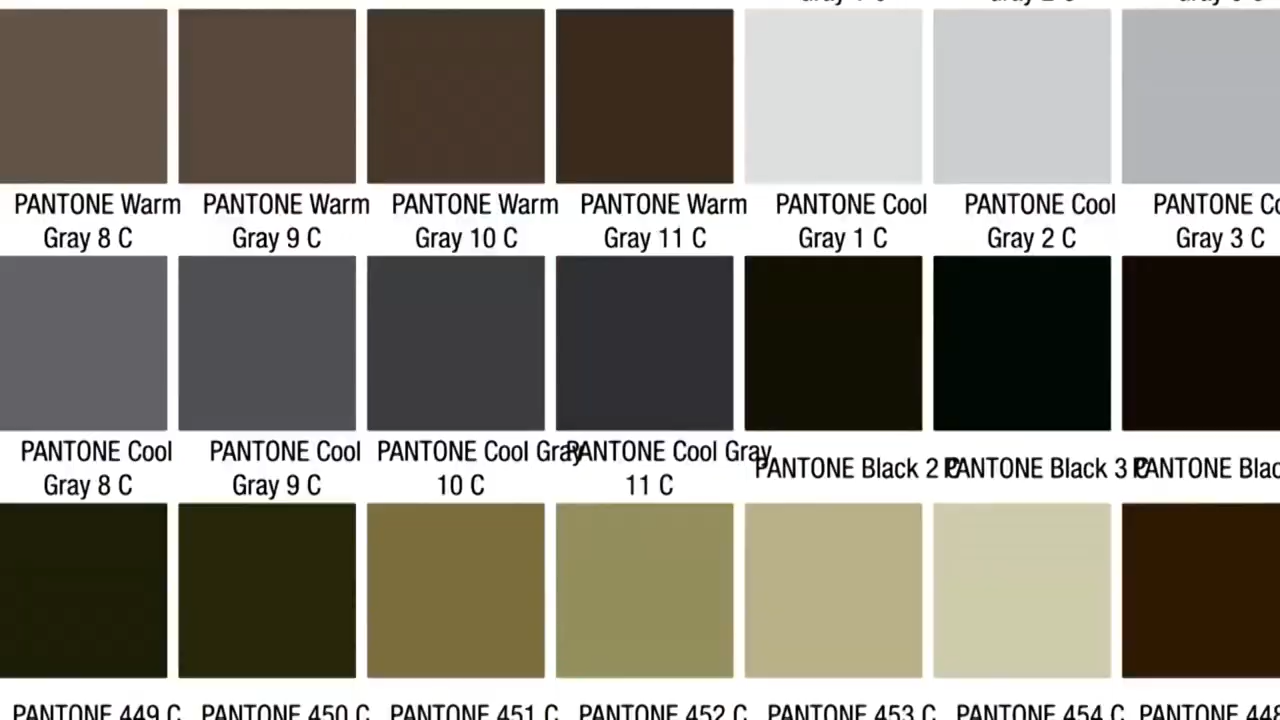 PANTONE Warm
Gray 8 C
PANTONE Warm
Gray 9 C
PANTONE Warm
Gray 10 C
PANTONE Warm
Gray 11 C
PANTONE Cool
Gray 1 C
PANTONE Cool
Gray 2 C
PANTONE
Gray 3 C
PANTONE Cool
Gray 8 C
PANTONE Cool
Gray 9 C
PANTONE Cool Gray
10 C
PANTONE Cool Gray
11 C
PANTONE Black 2 C
PANTONE Black 3 C
PANTONE
PANTONE 449 C
PANTONE 450 C
PANTONE 451 C
PANTONE 452 C
PANTONE 453 C
PANTONE 454 C
PANTONE